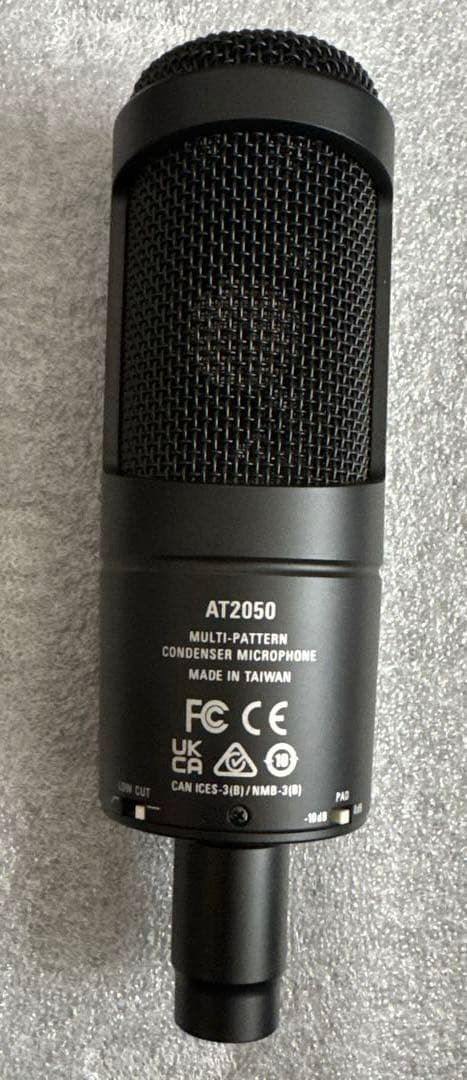 AT2050
MULTI-PATTERN
CONDENSER MICROPHONE
MADE IN TAIWAN
FC CE
UK
CA 10
CAN ICES-3(B)/NMB-3(B)
LOW CUT
PAD
-10dB